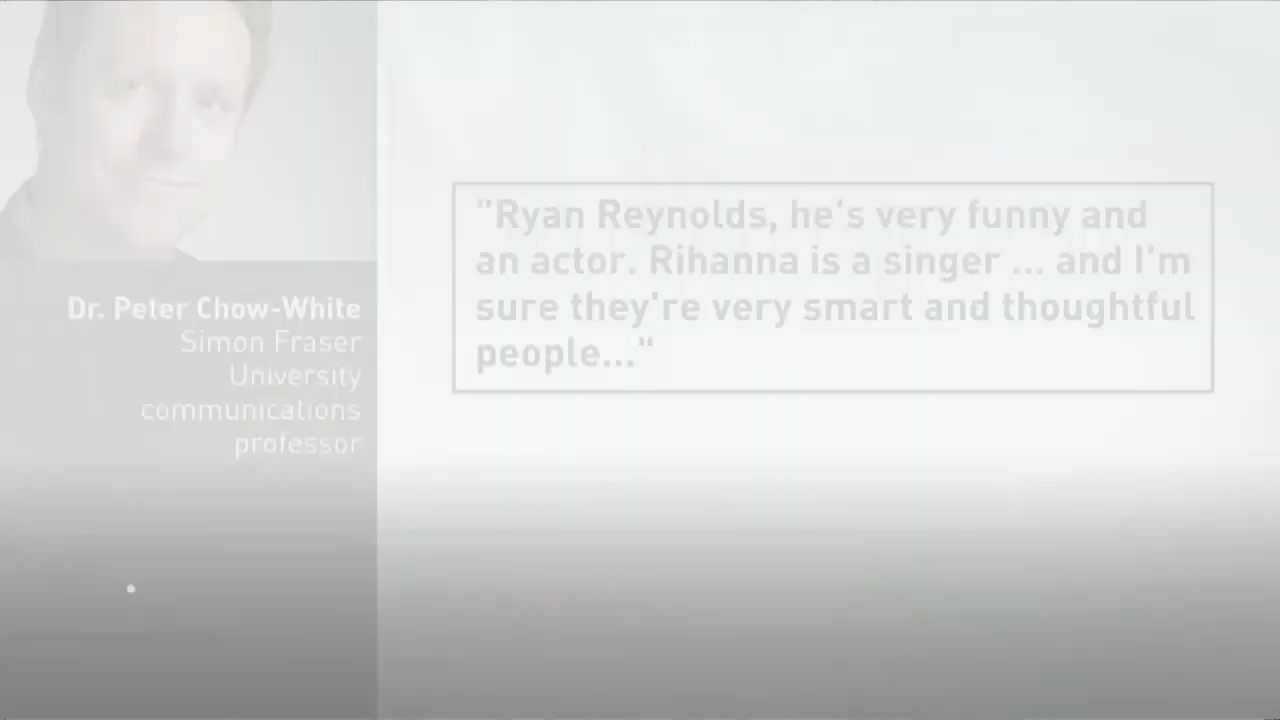 Dr. Peter Chow-White
Simon Fraser
University
communications
professor
"Ryan Reynolds, he's very funny and
an actor. Rihanna is a singer ... and I'm
sure they're very smart and thoughtful
people..."